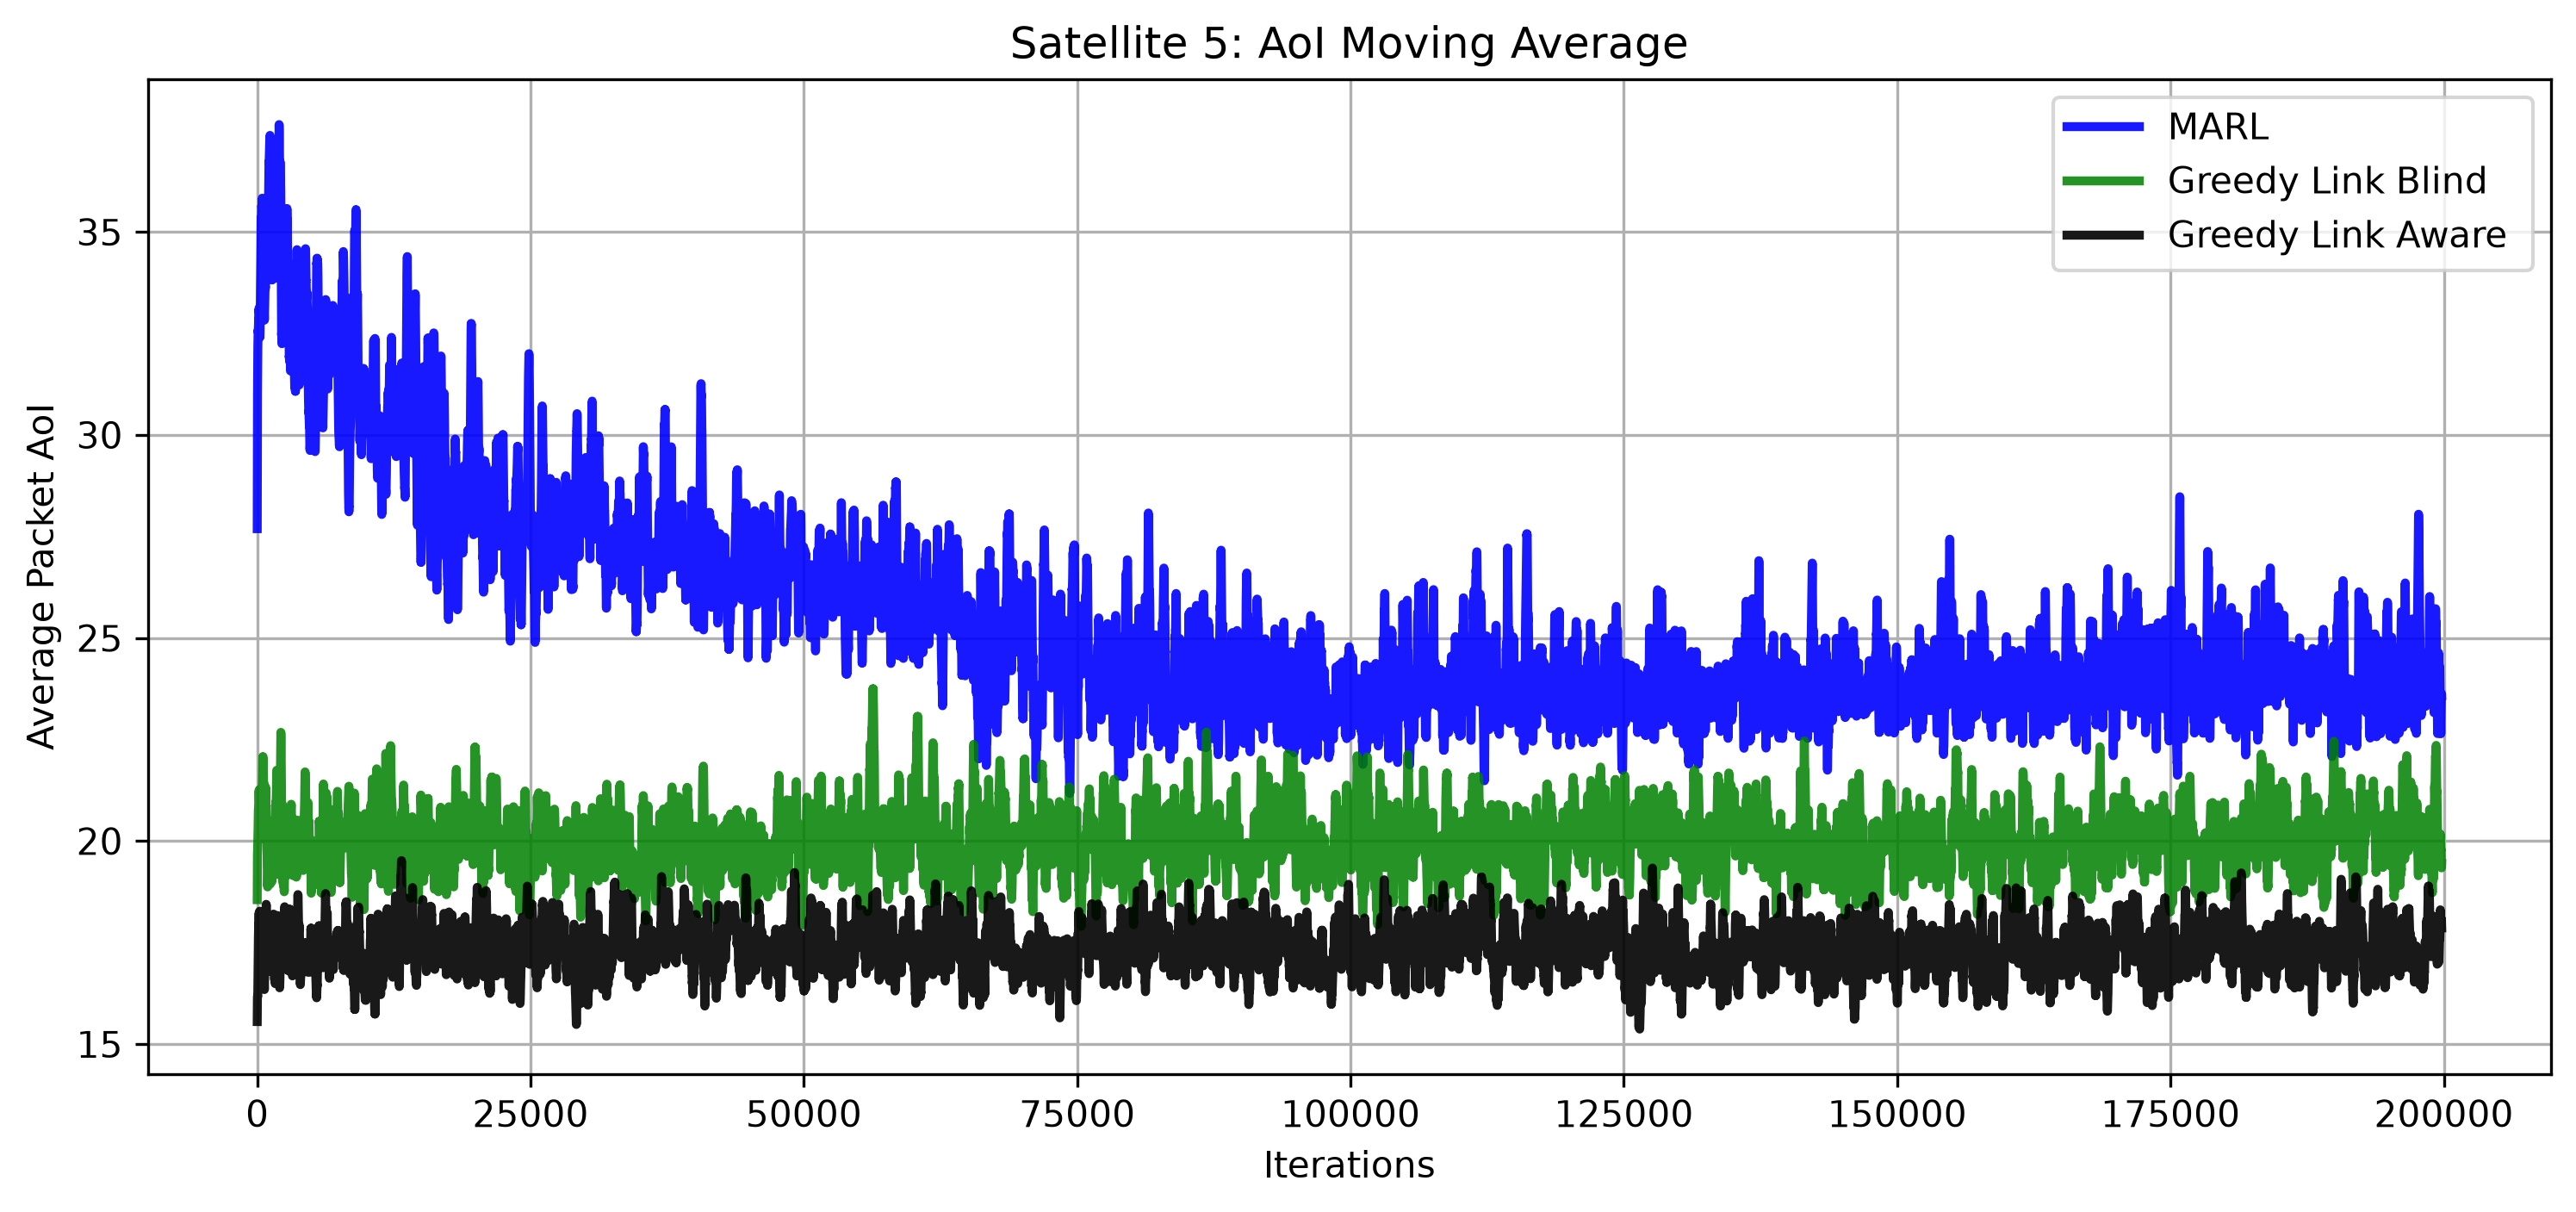 Satellite 5: AoI Moving Average
MARL
Greedy Link Blind
Greedy Link Aware
Average Packet AoI
35
30
25
20
15
0 25000 50000 75000 100000 125000 150000 175000 200000
Iterations